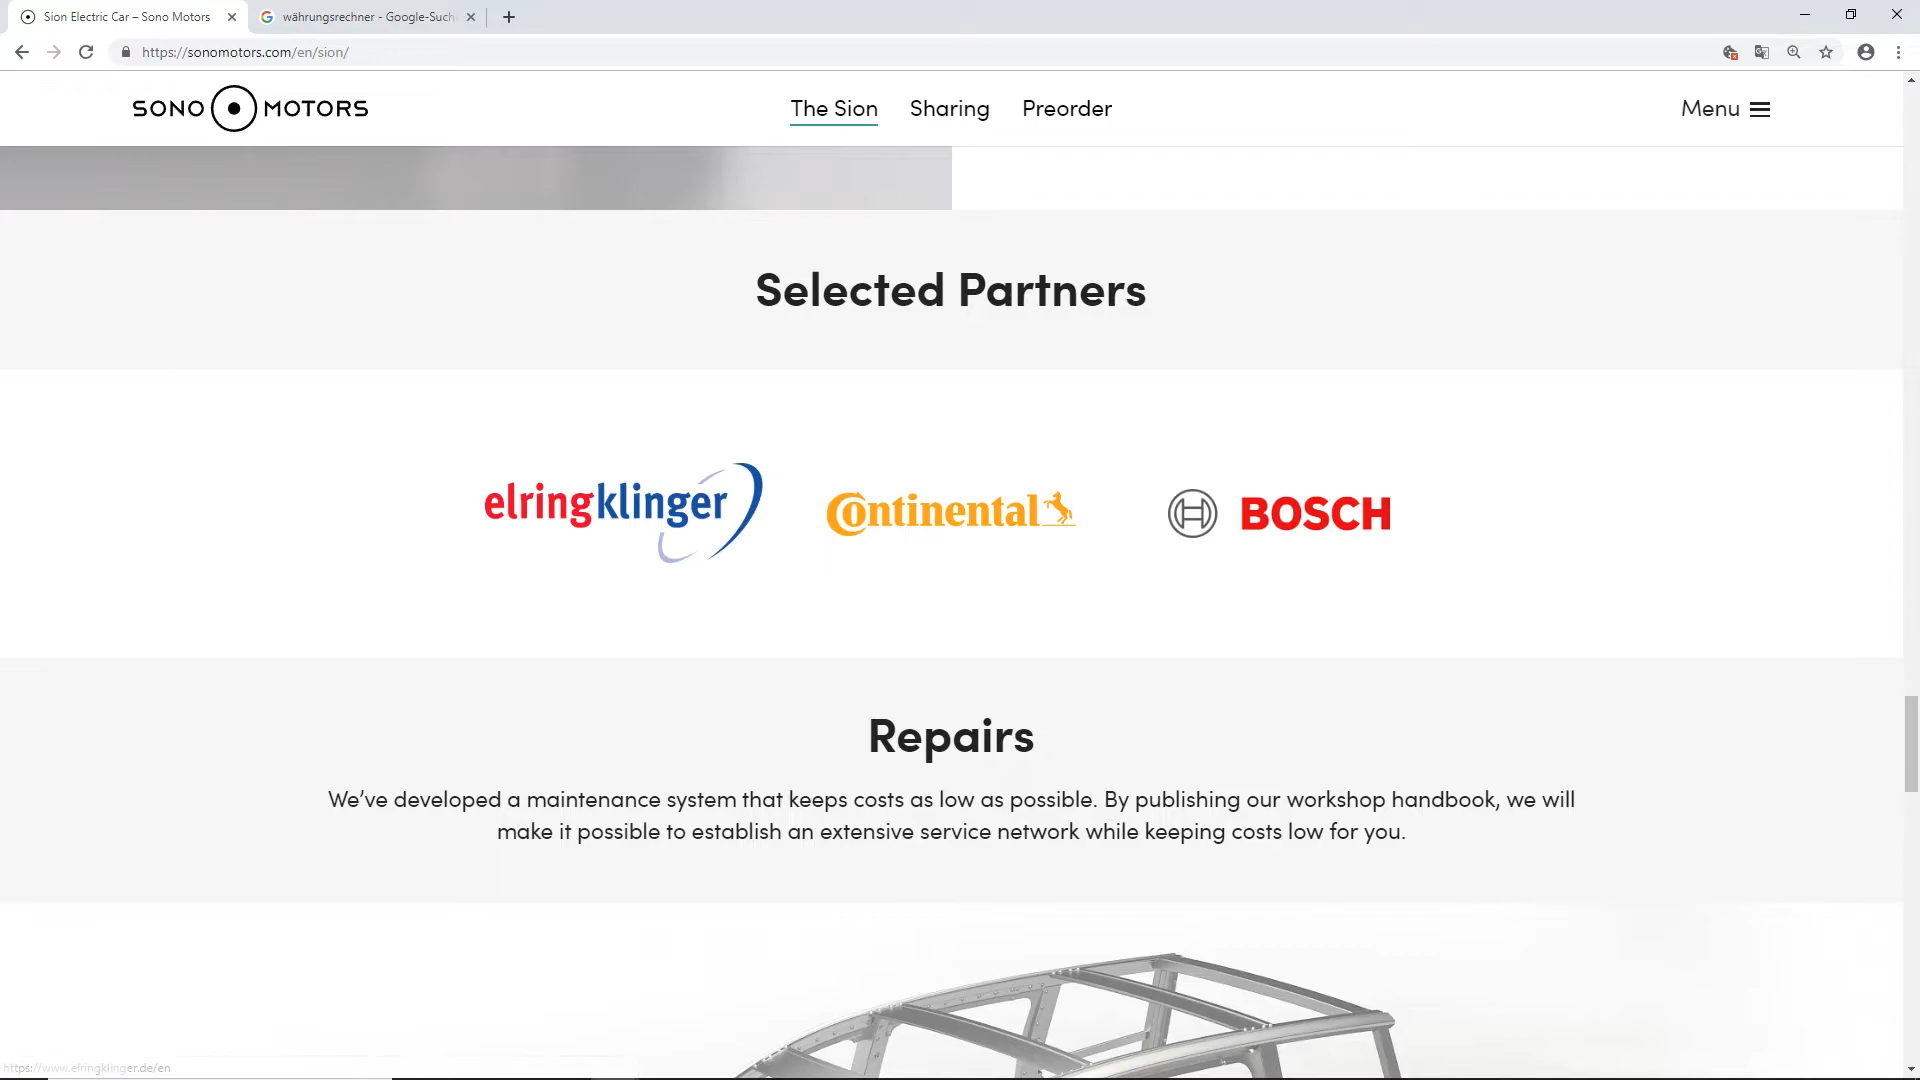 Sion Electric Car – Sono Motors
währungsrechner - Google-Such
https://sonomotors.com/en/sion/
SONO MOTORS
The Sion
Sharing
Preorder
Menu
Selected Partners
elringklinger
Continental
BOSCH
Repairs
We’ve developed a maintenance system that keeps costs as low as possible. By publishing our workshop handbook, we will
make it possible to establish an extensive service network while keeping costs low for you.
https://www.elringklinger.de/en